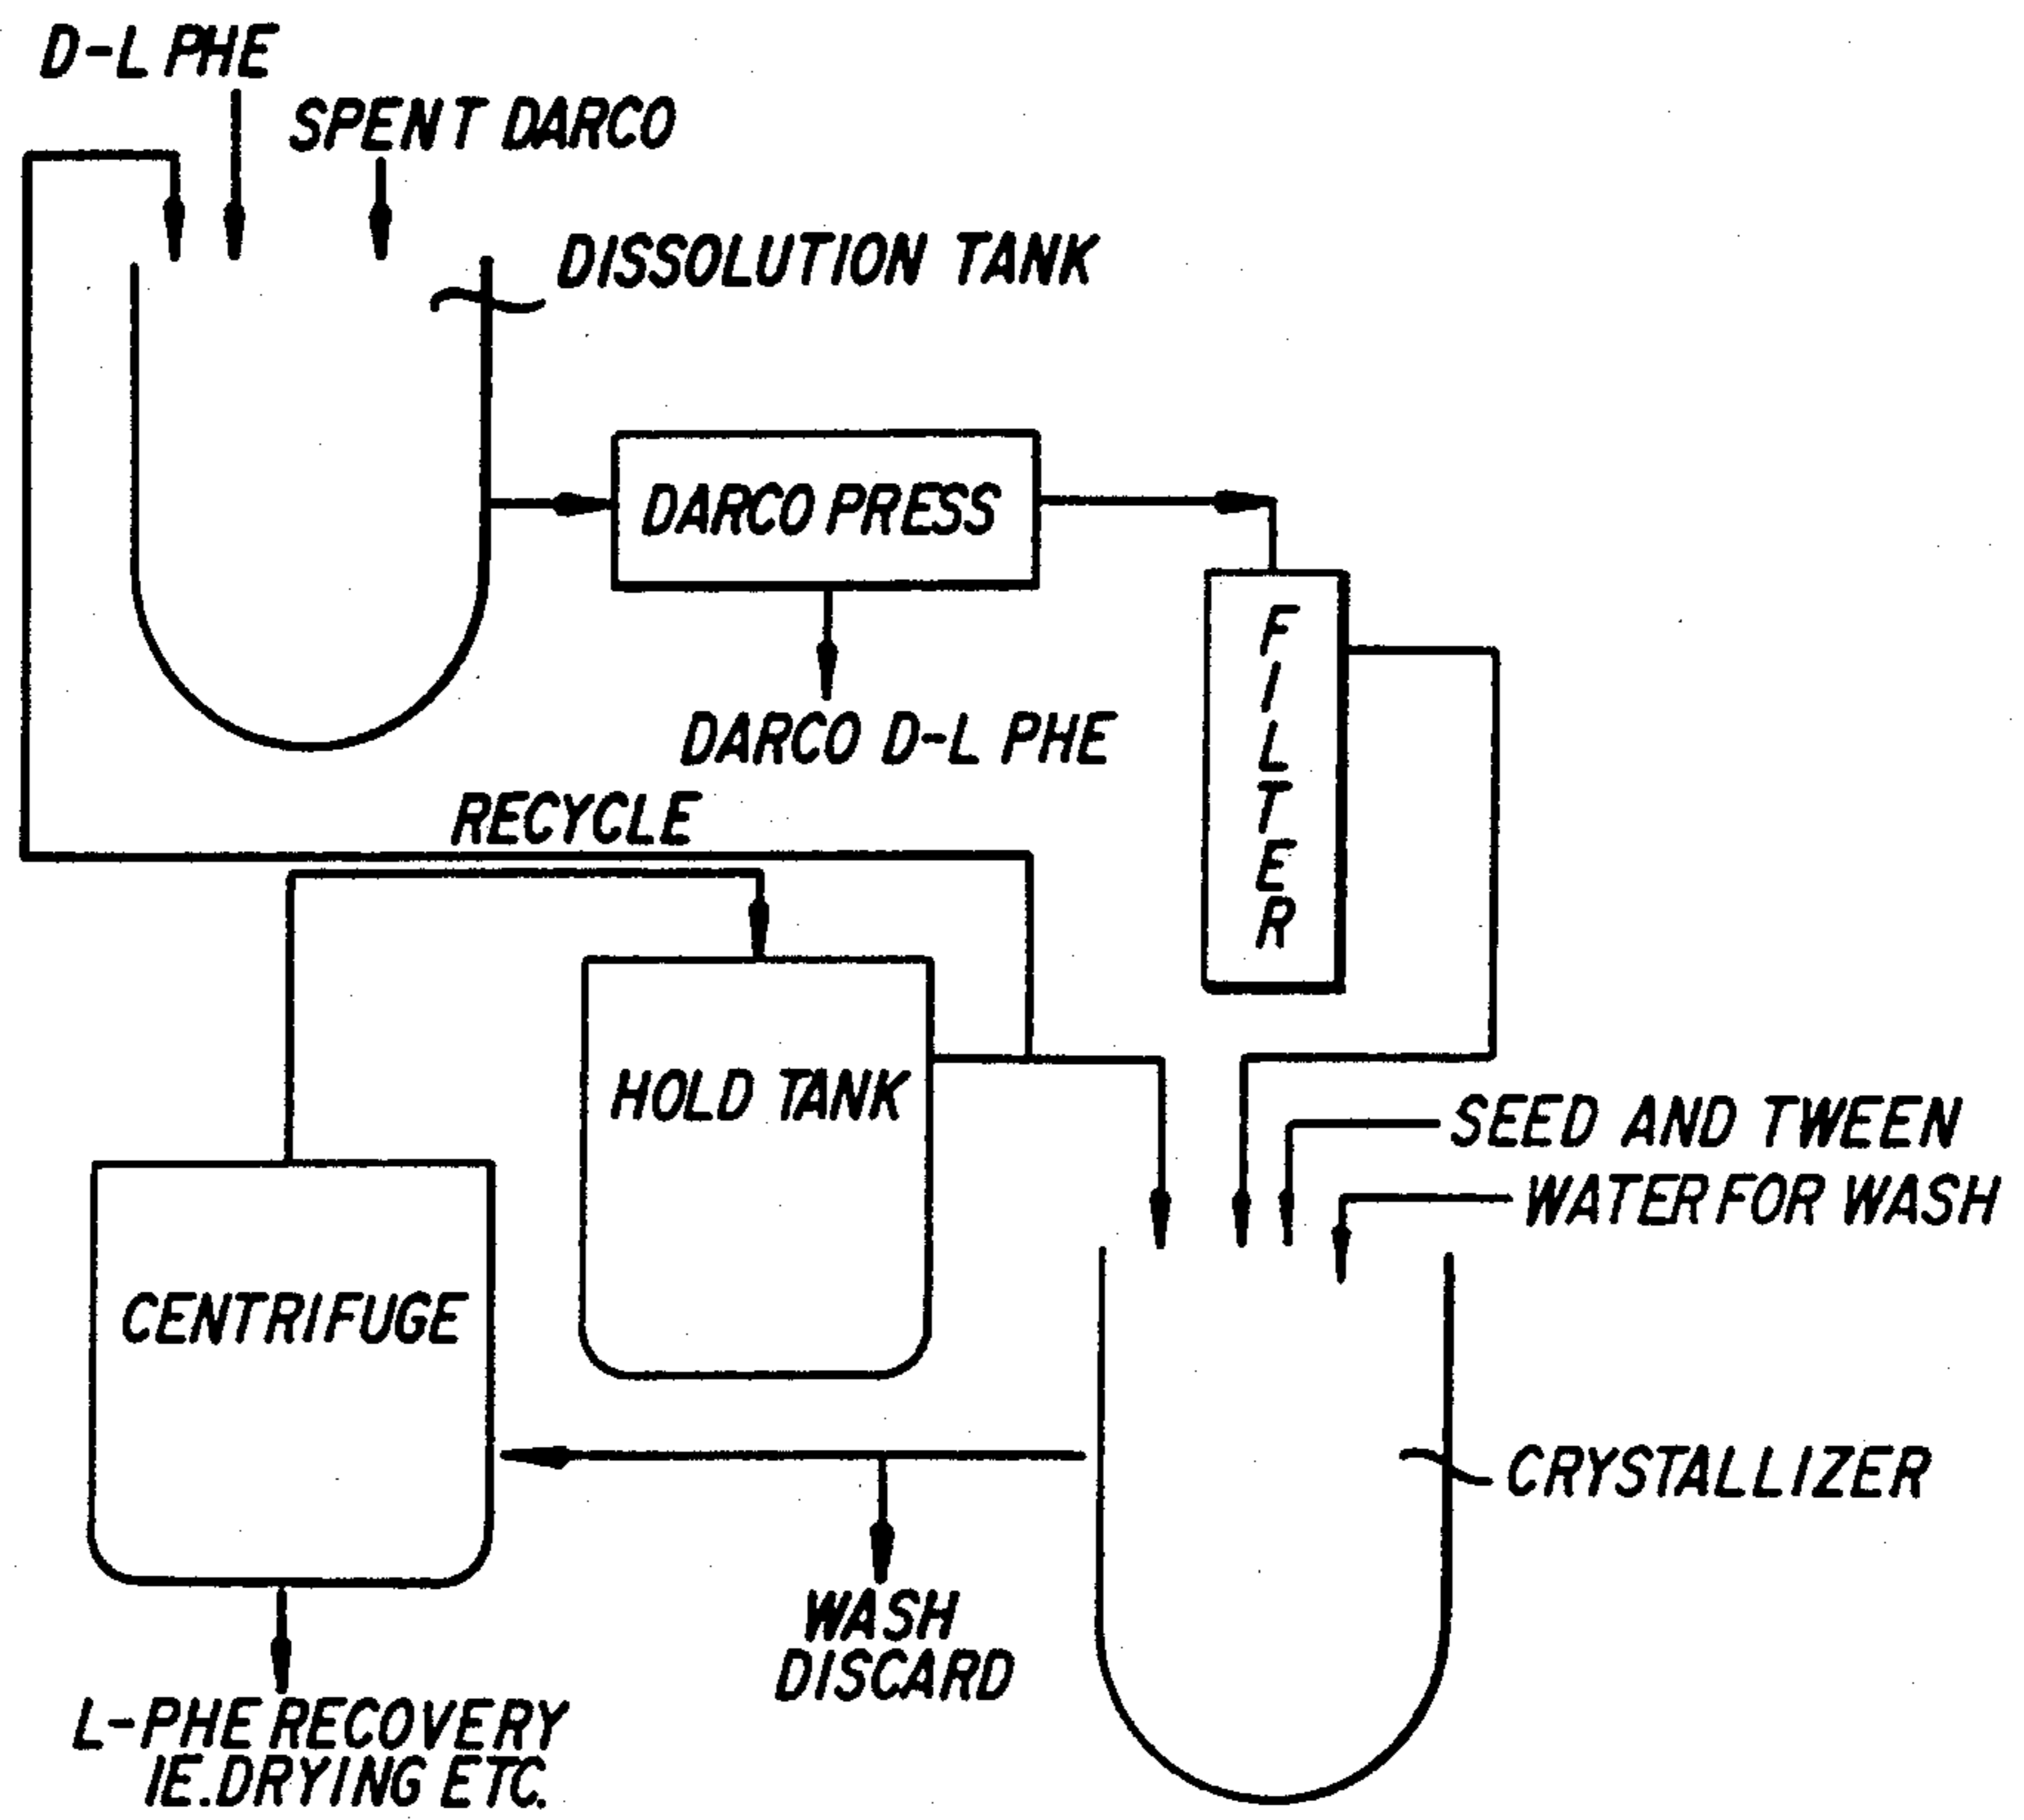 D-L PHE
SPENT DARCO
DISSOLUTION TANK
DARCO PRESS
FILTER
DARCO D-L PHE
RECYCLE
HOLD TANK
SEED AND TWEEN
WATER FOR WASH
CENTRIFUGE
CRYSTALLIZER
WASH
DISCARD
L-PHE RECOVERY
IE. DRYING ETC.